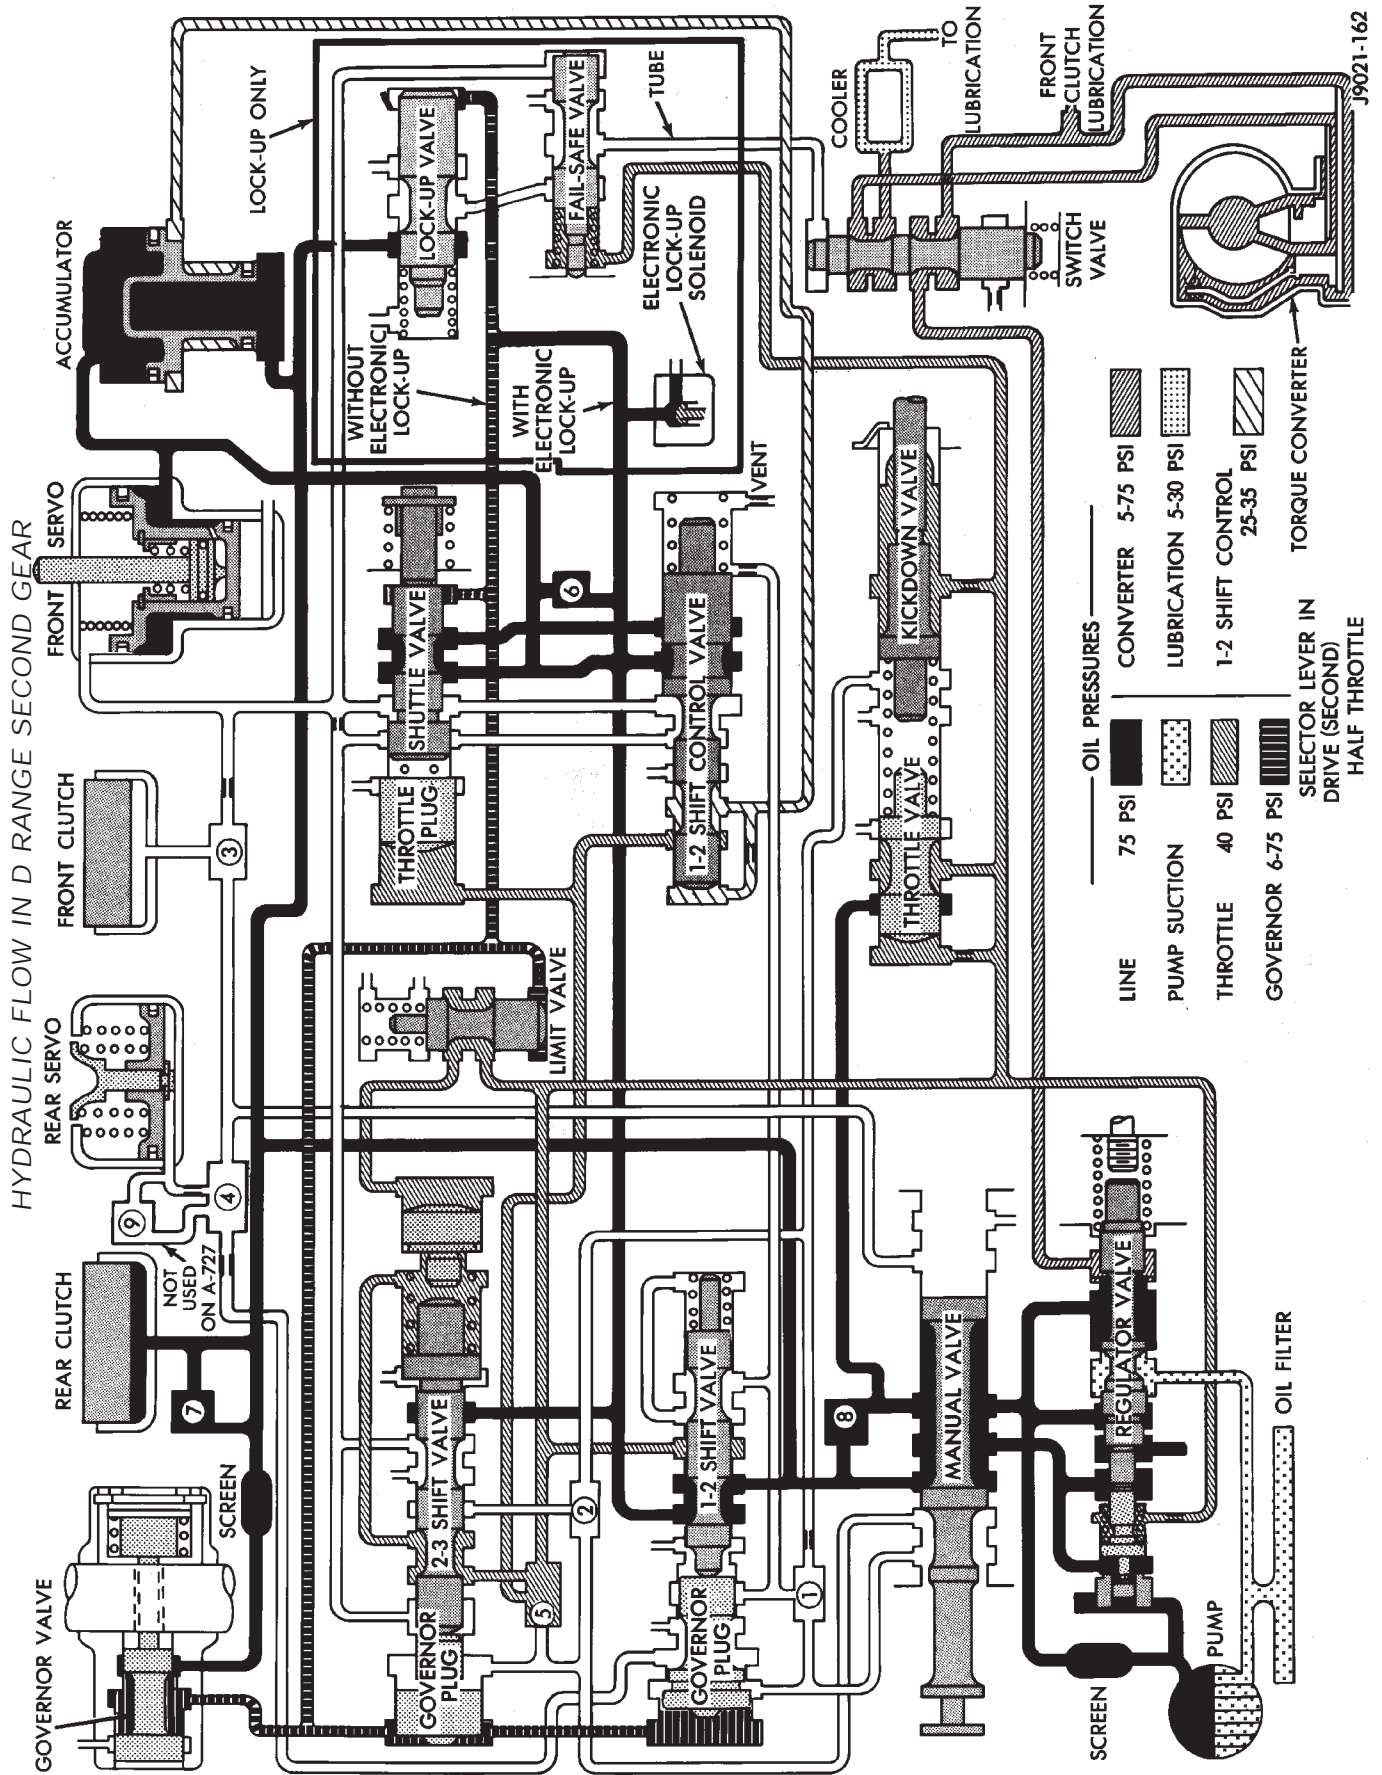 HYDRAULIC FLOW IN D RANGE SECOND GEAR
GOVERNOR VALVE
SCREEN
REAR CLUTCH
7
NOT
USED
ON A-727
9
4
REAR SERVO
FRONT CLUTCH
3
FRONT SERVO
ACCUMULATOR
LOCK-UP ONLY
GOVERNOR
PLUG
2-3 SHIFT VALVE
5
2
LIMIT VALVE
THROTTLE
PLUG
SHUTTLE VALVE
6
WITHOUT
ELECTRONIC
LOCK-UP
WITH
ELECTRONIC
LOCK-UP
LOCK-UP VALVE
FAIL-SAFE VALVE
TUBE
ELECTRONIC
LOCK-UP
SOLENOID
GOVERNOR
PLUG
1-2 SHIFT VALVE
1
8
1-2 SHIFT CONTROL VALVE
VENT
MANUAL VALVE
THROTTLE VALVE
KICKDOWN VALVE
SWITCH
VALVE
COOLER
TO
LUBRICATION
FRONT
CLUTCH
LUBRICATION
SCREEN
PUMP
REGULATOR VALVE
OIL FILTER
OIL PRESSURES
LINE 75 PSI
PUMP SUCTION
THROTTLE 40 PSI
GOVERNOR 6-75 PSI
CONVERTER 5-75 PSI
LUBRICATION 5-30 PSI
1-2 SHIFT CONTROL
25-35 PSI
SELECTOR LEVER IN
DRIVE (SECOND)
HALF THROTTLE
TORQUE CONVERTER
J9021-162